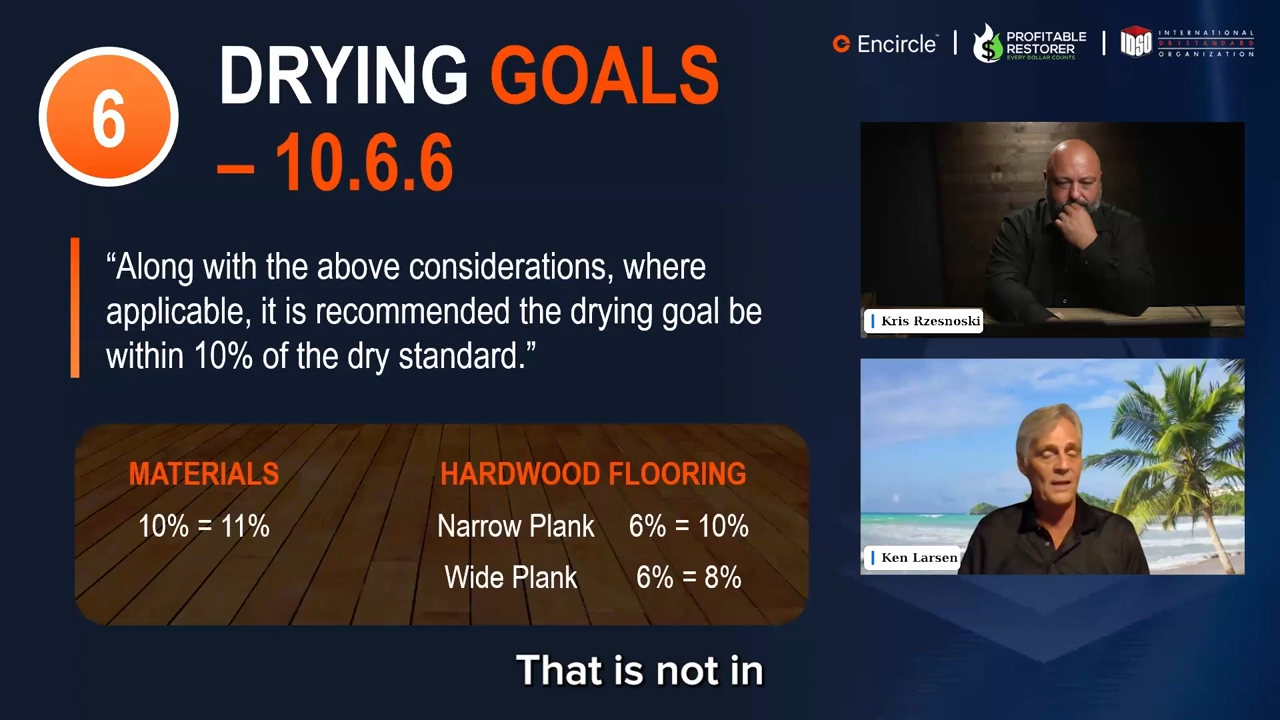 6
DRYING GOALS
– 10.6.6
Encircle™
PROFITABLE
RESTORER
EVERY DOLLAR COUNTS
$
IDSO
INTERNATIONAL
DRYSTANDARD
ORGANIZATION
“Along with the above considerations, where
applicable, it is recommended the drying goal be
within 10% of the dry standard.”
MATERIALS
10% = 11%
HARDWOOD FLOORING
Narrow Plank 6% = 10%
Wide Plank 6% = 8%
Kris Rzesnoski
Ken Larsen
That is not in